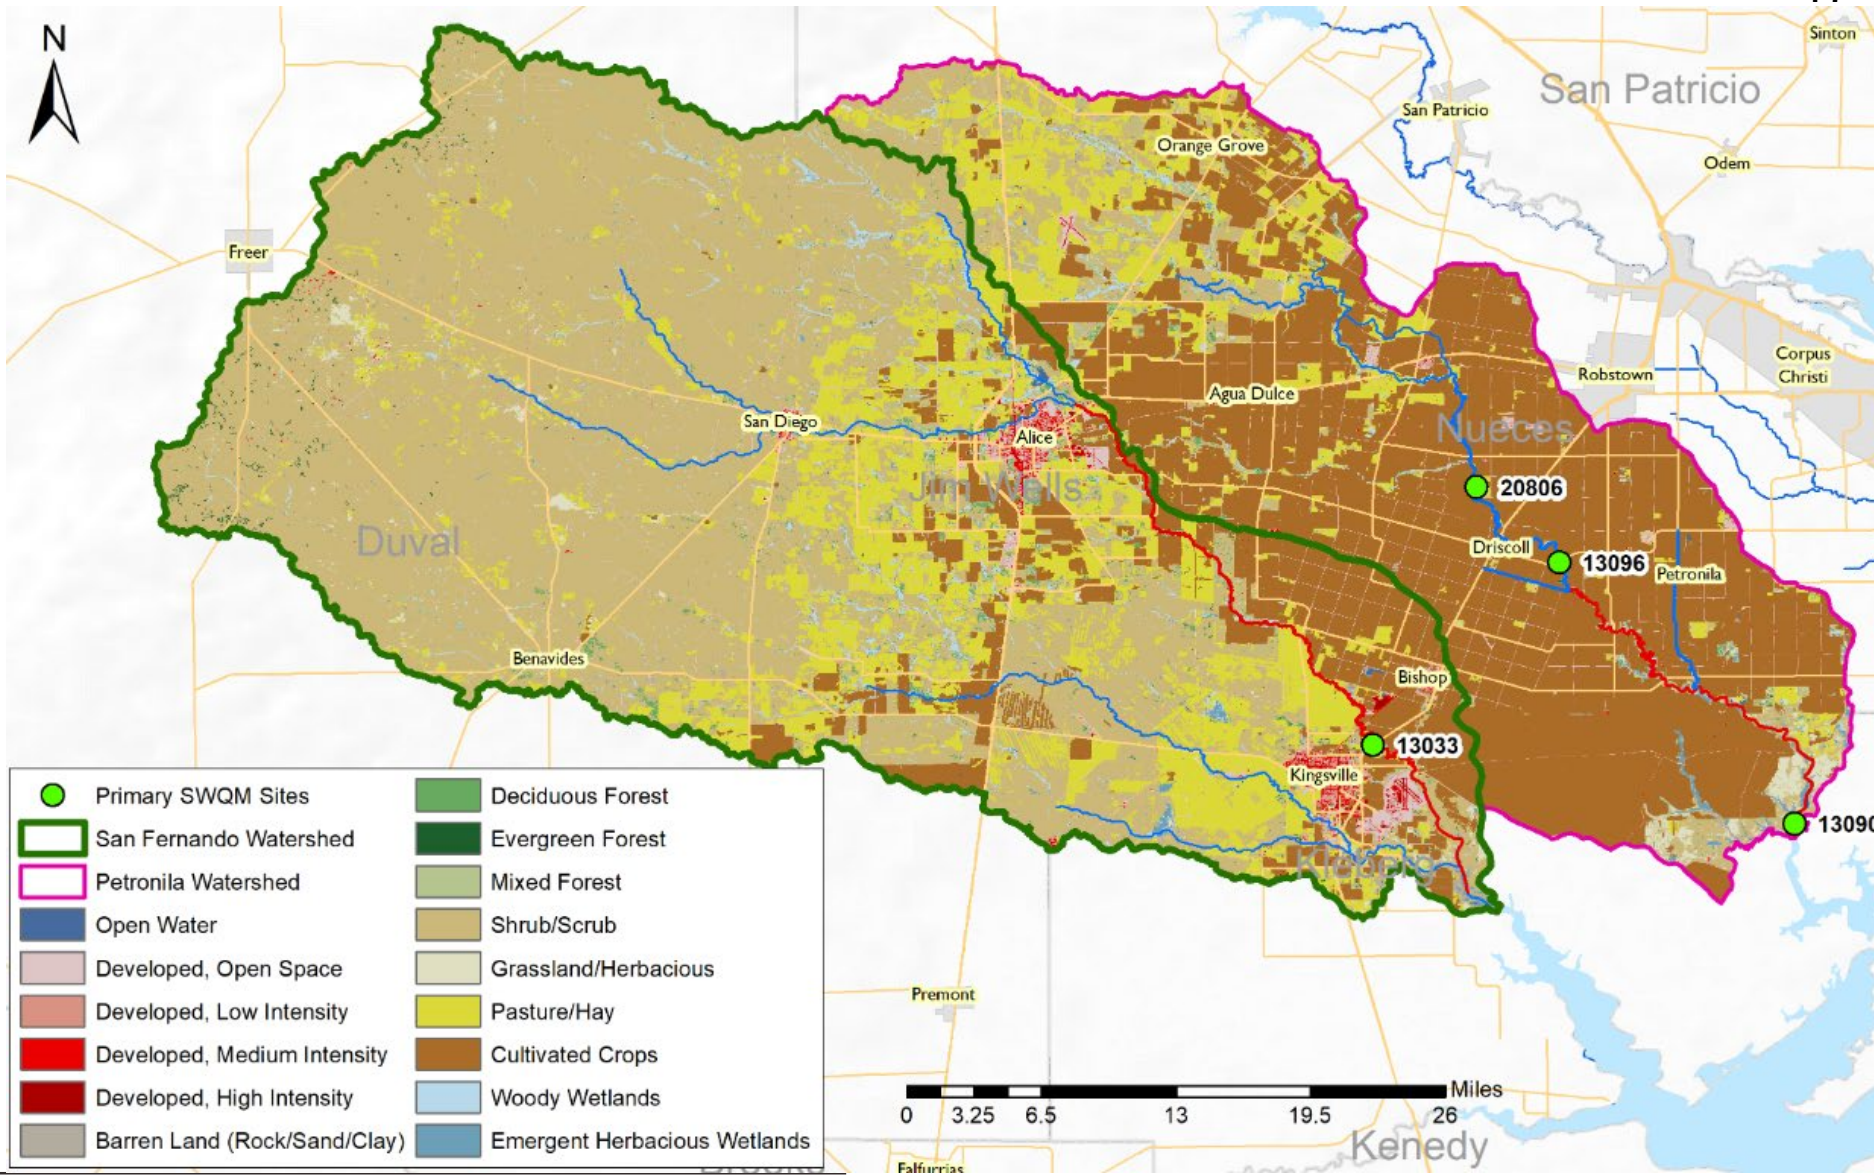 N
Sinton
San Patricio
San Patricio
Odem
Orange Grove
Freer
Corpus
Christi
Robstown
Agua Dulce
San Diego
Nueces
Alice
Jim Wells
20806
Duval
Driscoll
13096
Petronila
Benavides
Bishop
13033
Kingsville
13090
Kleberg
Primary SWQM Sites
San Fernando Watershed
Petronila Watershed
Open Water
Developed, Open Space
Developed, Low Intensity
Developed, Medium Intensity
Developed, High Intensity
Barren Land (Rock/Sand/Clay)
Deciduous Forest
Evergreen Forest
Mixed Forest
Shrub/Scrub
Grassland/Herbacious
Pasture/Hay
Cultivated Crops
Woody Wetlands
Emergent Herbacious Wetlands
Premont
Miles
0 3.25 6.5 13 19.5 26
Kenedy
Falfurrias